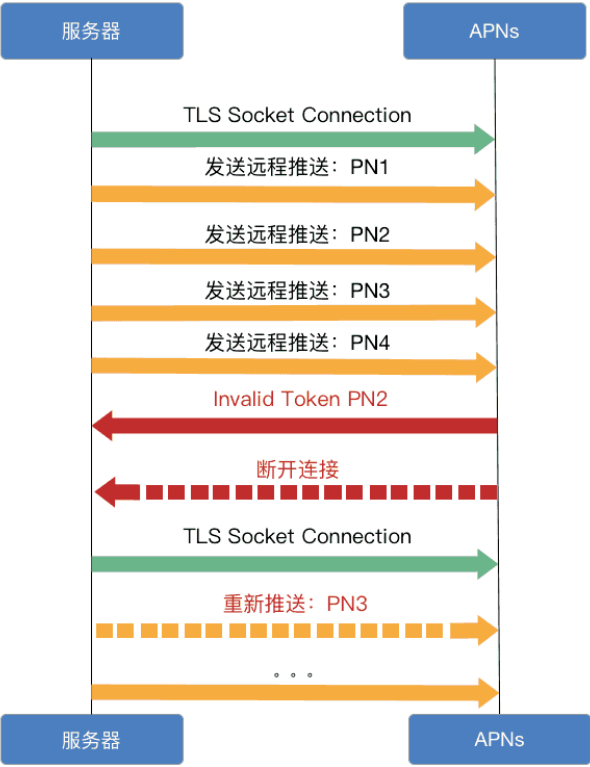 服务器
APNs
TLS Socket Connection
发送远程推送：PN1
发送远程推送：PN2
发送远程推送：PN3
发送远程推送：PN4
Invalid Token PN2
断开连接
TLS Socket Connection
重新推送：PN3
。。。
服务器
APNs